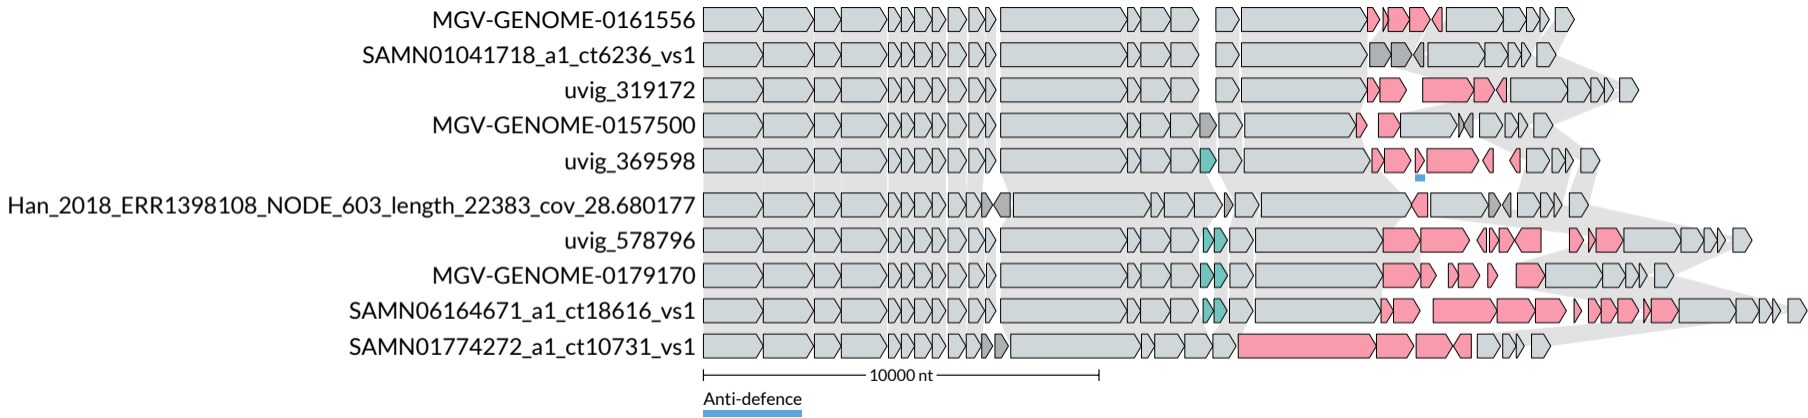 MGV-GENOME-0161556
SAMN01041718_a1_ct6236_vs1
uvig_319172
MGV-GENOME-0157500
uvig_369598
Han_2018_ERR1398108_NODE_603_length_22383_cov_28.680177
uvig_578796
MGV-GENOME-0179170
SAMN06164671_a1_ct18616_vs1
SAMN01774272_a1_ct10731_vs1
10000 nt
Anti-defence